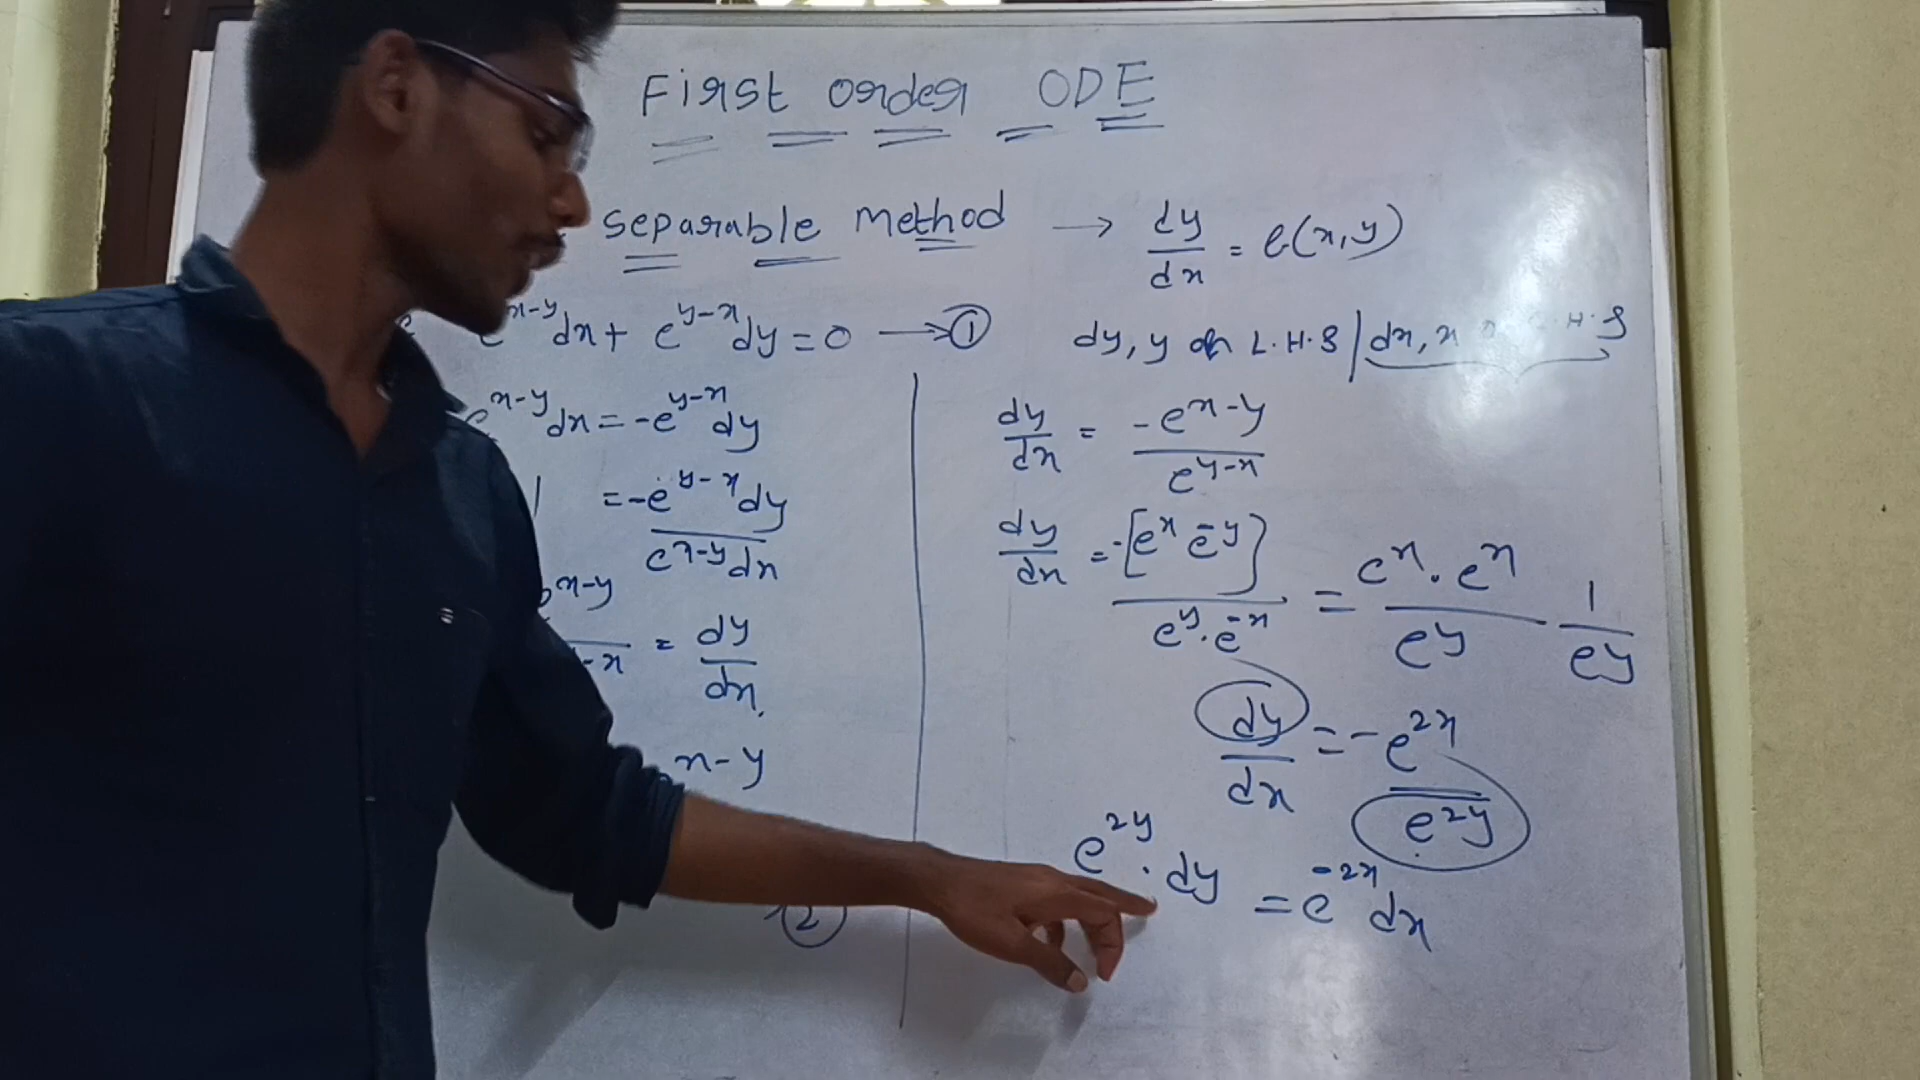 First order ODE
separable method → dy/dx = f(x,y)
e^(x-y) dx + e^(y-x) dy = 0 → ①
dy, y on L.H.S | dx, x H.S
e^(x-y) dx = -e^(y-x) dy
1 = -e^(y-x) dy / e^(x-y) dx
e^(x-y) / -x = dy/dx.
x-y
②
dy/dx = -e^(x-y) / e^(y-x)
dy/dx = -[e^x e^-y] / e^y . e^-x = e^x . e^x / e^y 1/e^y
dy/dx = -e^2x / e^2y
e^2y . dy = e^-2x dx